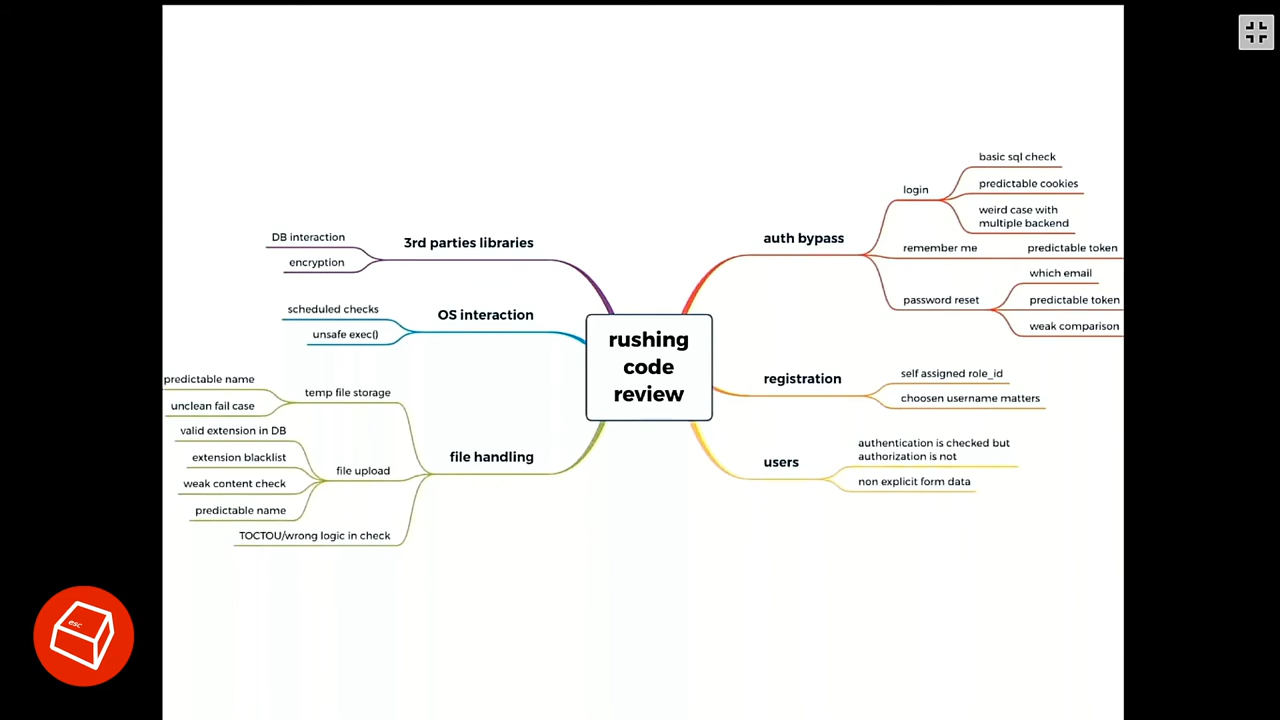 rushing
code
review
auth bypass
login
basic sql check
predictable cookies
weird case with
multiple backend
remember me
predictable token
password reset
which email
predictable token
weak comparison
registration
self assigned role_id
choosen username matters
users
authentication is checked but
authorization is not
non explicit form data
3rd parties libraries
DB interaction
encryption
OS interaction
scheduled checks
unsafe exec()
file handling
temp file storage
predictable name
unclean fail case
file upload
valid extension in DB
extension blacklist
weak content check
predictable name
TOCTOU/wrong logic in check
esc